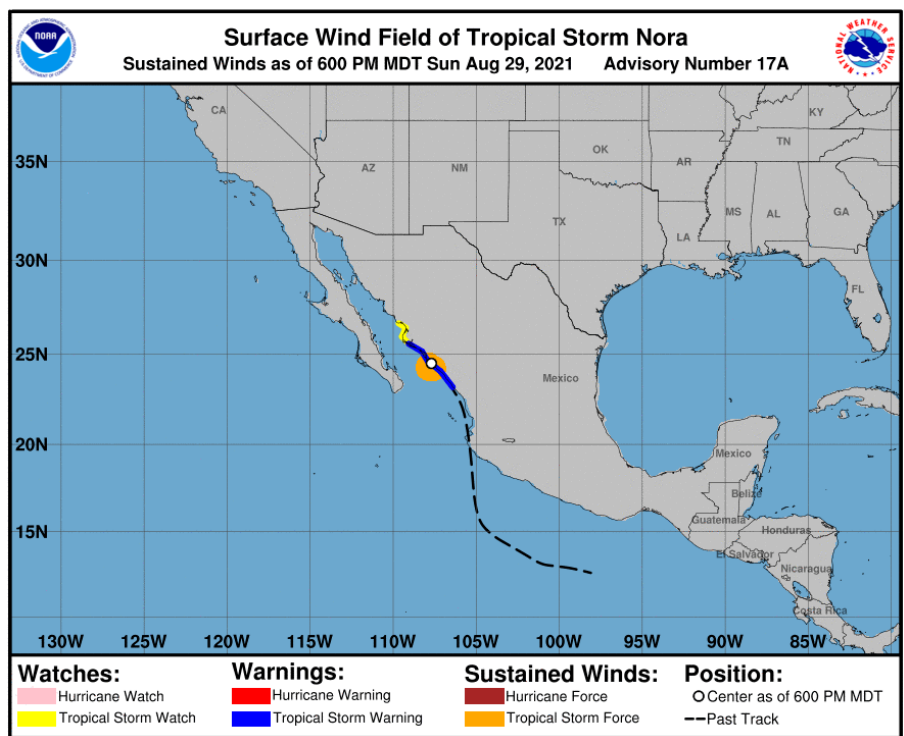 Surface Wind Field of Tropical Storm Nora
Sustained Winds as of 600 PM MDT Sun Aug 29, 2021 Advisory Number 17A
NOAA
NATIONAL WEATHER SERVICE
CA
KY
TN
35N
AZ
NM
OK
AR
MS
AL
GA
TX
LA
30N
FL
25N
Mexico
20N
Mexico
Belize
15N
Guatemala
Honduras
El Salvador
Nicaragua
Costa Rica
130W 125W 120W 115W 110W 105W 100W 95W 90W 85W
Watches: Warnings: Sustained Winds: Position:
Hurricane Watch Hurricane Warning Hurricane Force Center as of 600 PM MDT
Tropical Storm Watch Tropical Storm Warning Tropical Storm Force Past Track